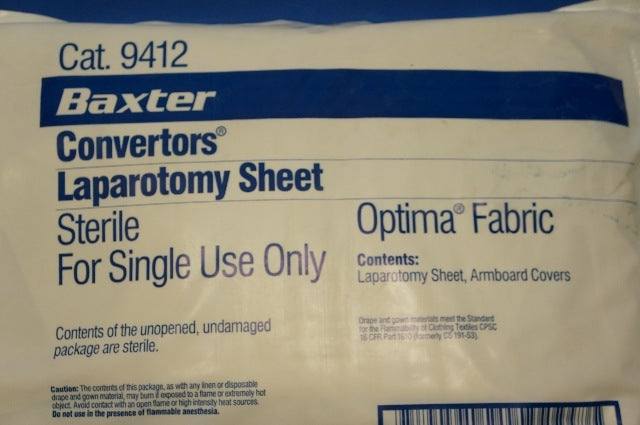 Cat. 9412
Baxter
Convertors®
Laparotomy Sheet
Sterile
For Single Use Only
Optima® Fabric
Contents:
Laparotomy Sheet, Armboard Covers
Drape and gown materials meet the Standard
for the Flammability of Clothing Textiles CPSC
16 CFR Part 1610 (formerly CS 191-53).
Contents of the unopened, undamaged
package are sterile.
Caution: The contents of this package, as with any linen or disposable
drape and gown material, may burn if exposed to a flame or extremely hot
object. Avoid contact with an open flame or high intensity heat sources.
Do not use in the presence of flammable anesthesia.